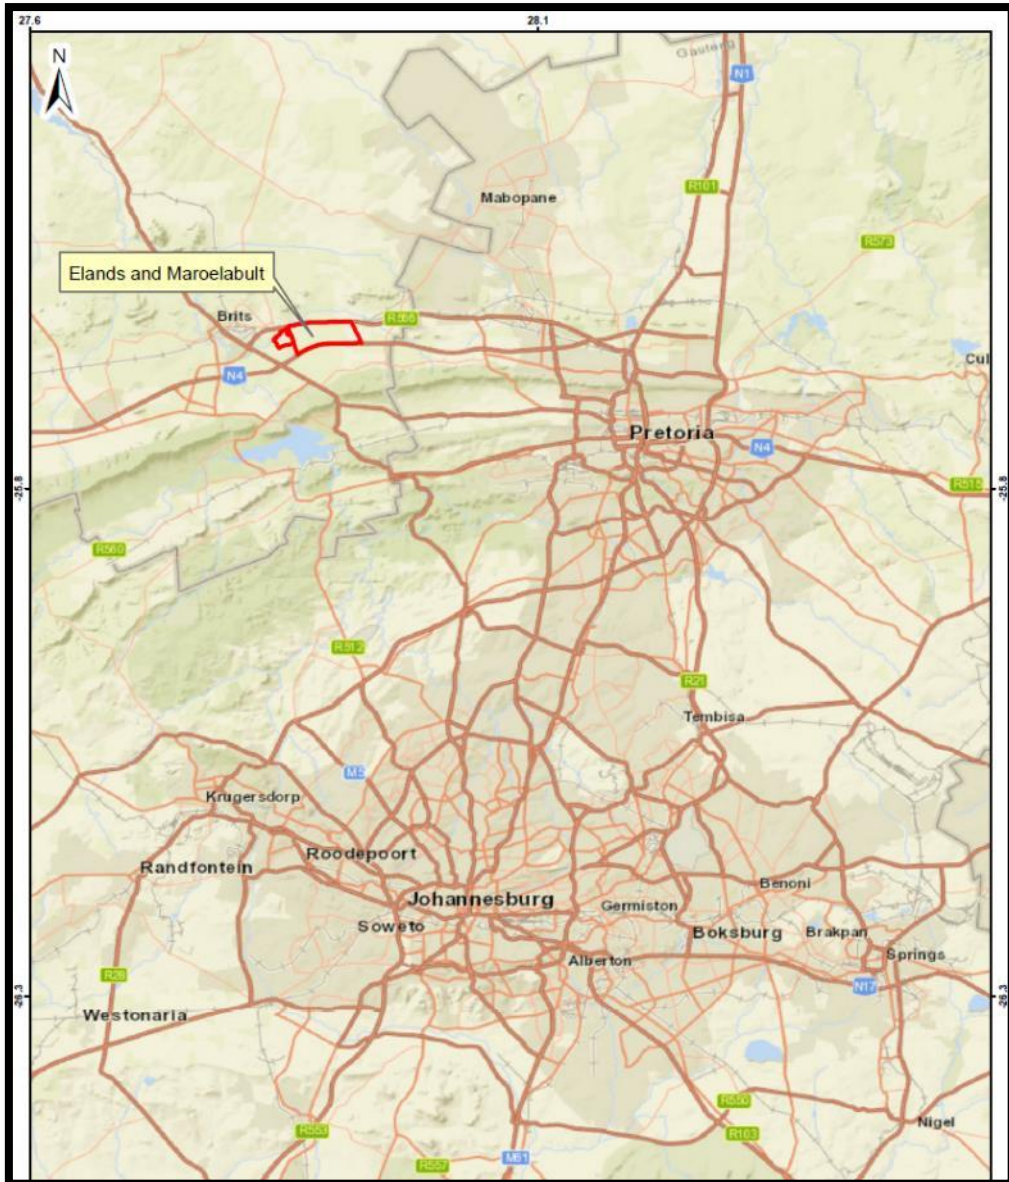 27.6
28.1
N
Gauteng
N1
R101
Mabopane
R573
Elands and Maroelabult
Brits
R566
Cul
N4
Pretoria
N4
-25.8
R515
-25.8
R560
R512
R21
Tembisa
M5
Krugersdorp
Roodepoort
Randfontein
Benoni
Johannesburg
Germiston
Soweto
Boksburg
Brakpan
Springs
Alberton
R28
N17
-26.3
-26.3
Westonaria
R550
Nigel
R553
R103
M61
R557